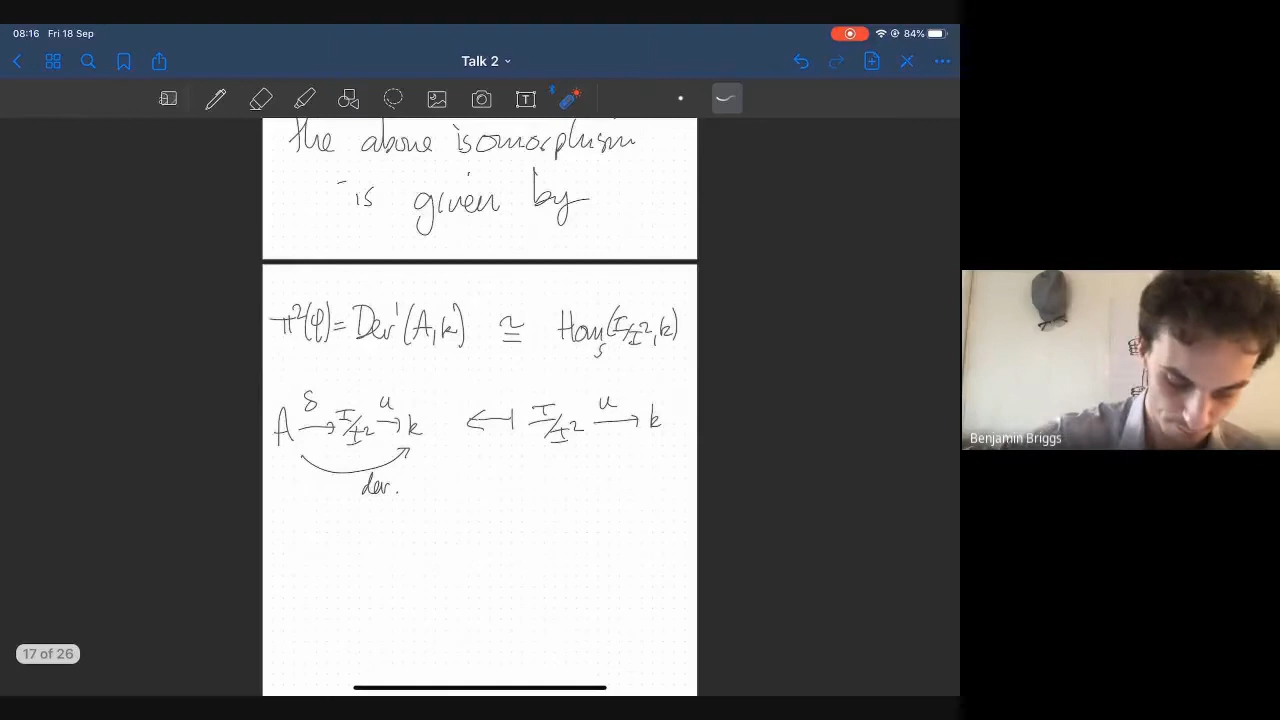 08:16 Fri 18 Sep
84%
Talk 2
the above isomorphism
is given by
π²(φ) = Der¹(A, k) ≅ Hom_S(I/I², k)
A →^δ I/I² →^u k ↤ I/I² →^u k
der.
17 of 26
Benjamin Briggs